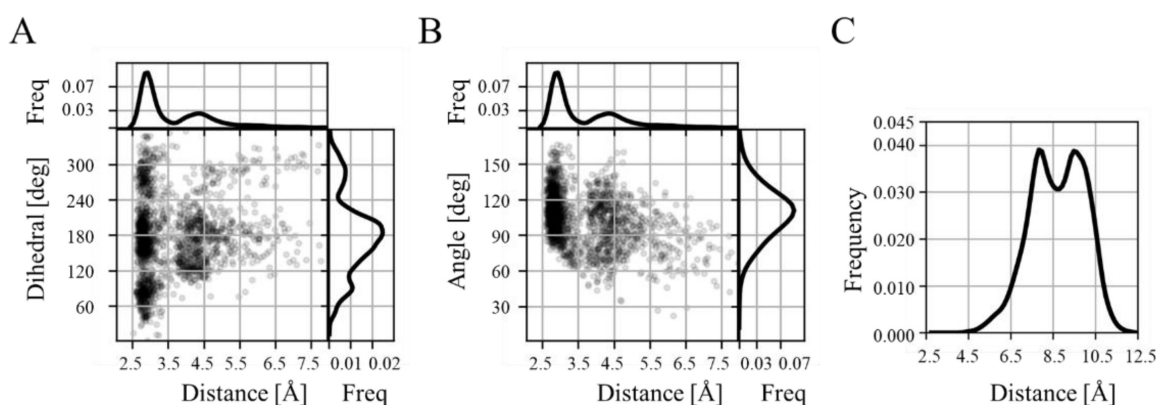 A
B
C
Freq
0.07
0.03
Dihedral [deg]
300
240
180
120
60
2.5 3.5 4.5 5.5 6.5 7.5
0.01 0.02
Distance [Å]
Freq
Freq
0.07
0.03
Angle [deg]
150
120
90
60
30
2.5 3.5 4.5 5.5 6.5 7.5
0.03 0.07
Distance [Å]
Freq
Frequency
0.045
0.040
0.030
0.020
0.010
0.000
2.5 4.5 6.5 8.5 10.5 12.5
Distance [Å]